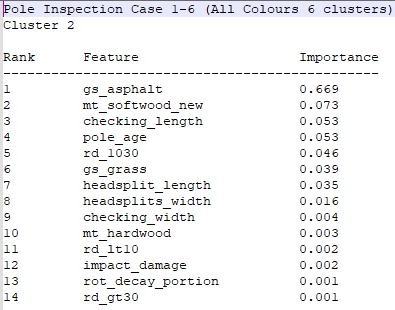 Pole Inspection Case 1-6 (All Colours 6 clusters)
Cluster 2
Rank Feature Importance
------------------------------------------------
1 gs_asphalt 0.669
2 mt_softwood_new 0.073
3 checking_length 0.053
4 pole_age 0.053
5 rd_1030 0.046
6 gs_grass 0.039
7 headsplit_length 0.035
8 headsplits_width 0.016
9 checking_width 0.004
10 mt_hardwood 0.003
11 rd_lt10 0.002
12 impact_damage 0.002
13 rot_decay_portion 0.001
14 rd_gt30 0.001